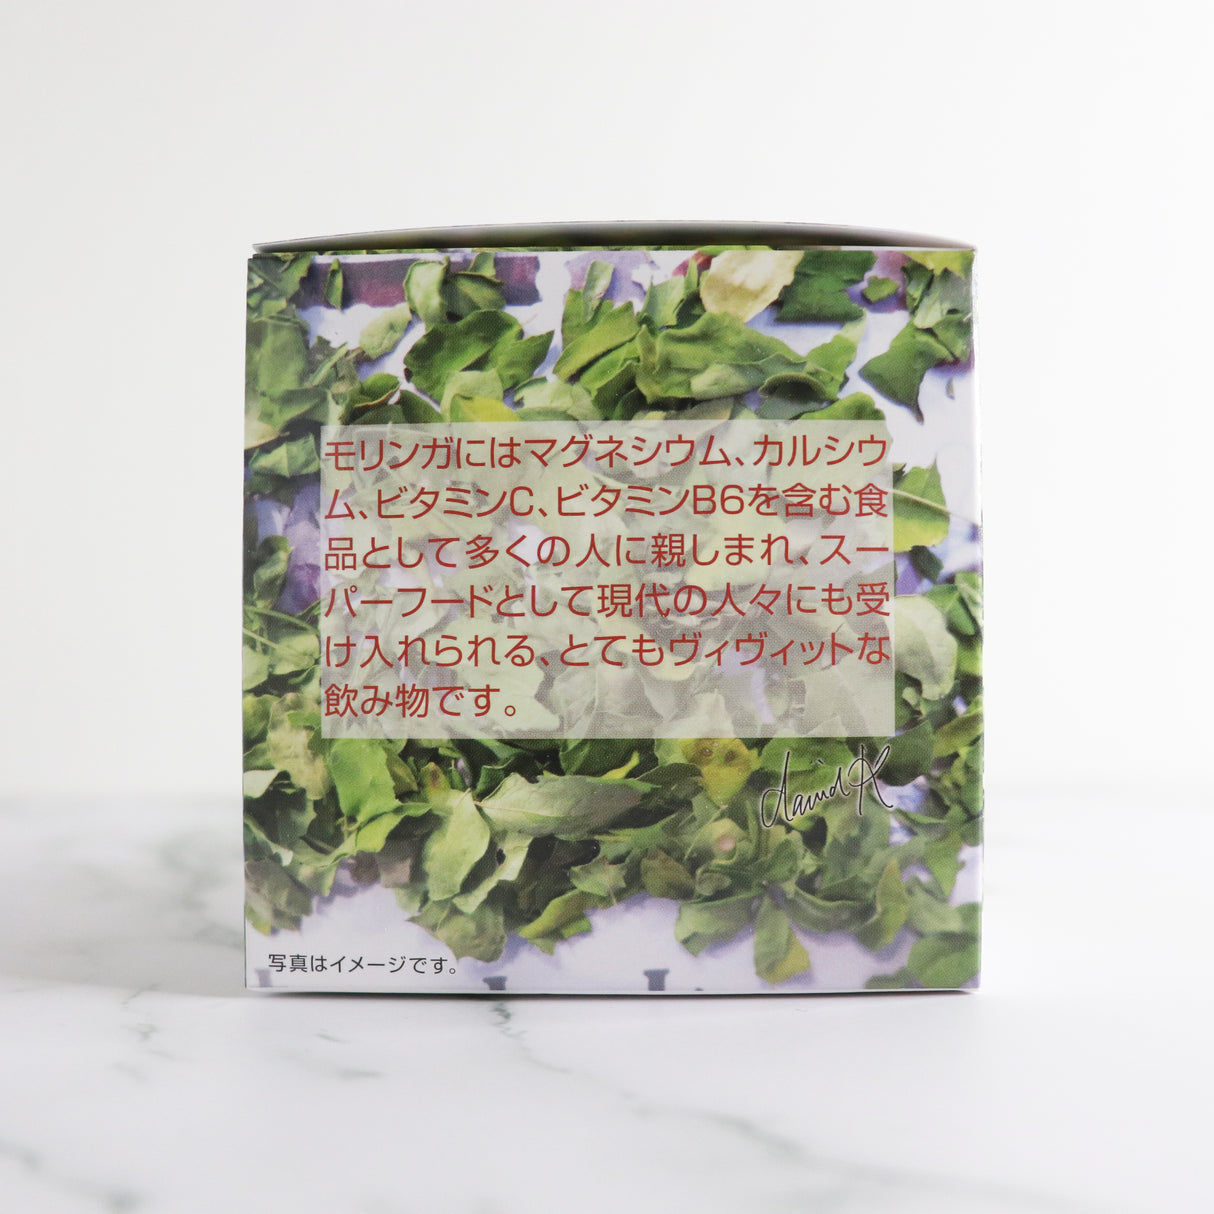 モリンガにはマグネシウム、カルシウ
ム、ビタミンC、ビタミンB6を含む食
品として多くの人に親しまれ、スー
パーフードとして現代の人々にも受
け入れられる、とてもヴィヴィットな
飲み物です。
david A
写真はイメージです。